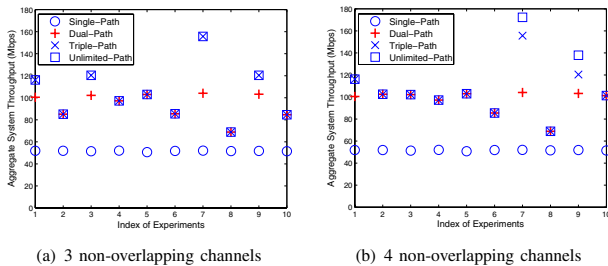 Aggregate System Throughput (Mbps)
180
160
140
120
100
80
60
40
20
0
Single−Path
Dual−Path
Triple−Path
Unlimited−Path
1 2 3 4 5 6 7 8 9 10
Index of Experiments
(a) 3 non-overlapping channels
Aggregate System Throughput (Mbps)
180
160
140
120
100
80
60
40
20
0
Single−Path
Dual−Path
Triple−Path
Unlimited−Path
1 2 3 4 5 6 7 8 9 10
Index of Experiments
(b) 4 non-overlapping channels